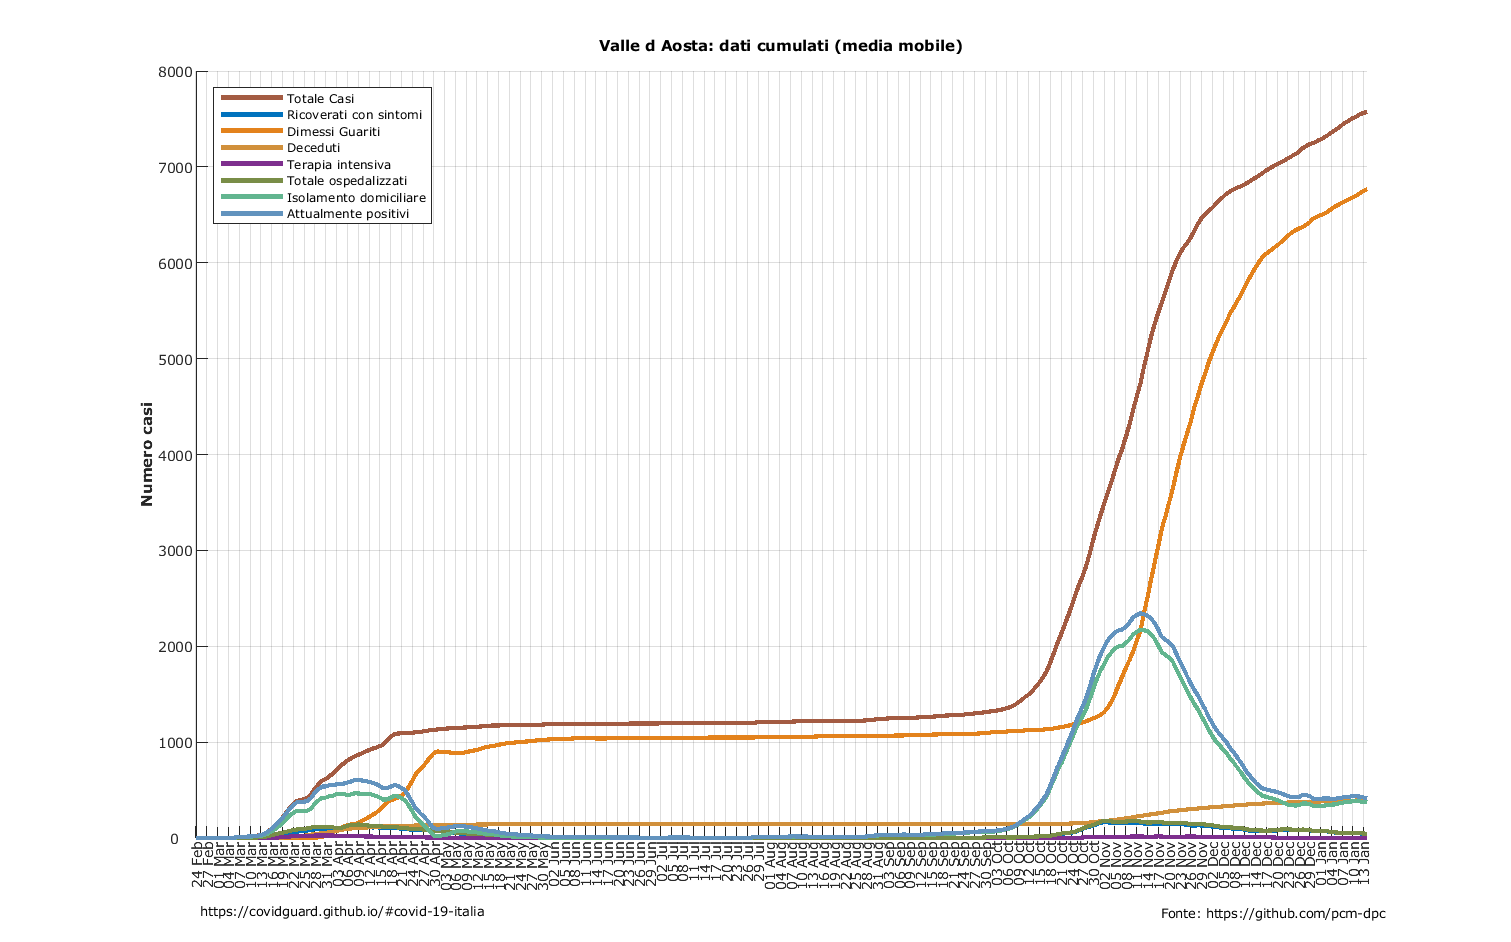 Valle d Aosta: dati cumulati (media mobile)
8000
7000
6000
5000
4000
3000
2000
1000
0
Numero casi
Totale Casi
Ricoverati con sintomi
Dimessi Guariti
Deceduti
Terapia intensiva
Totale ospedalizzati
Isolamento domiciliare
Attualmente positivi
24 Feb
27 Feb
01 Mar
04 Mar
07 Mar
10 Mar
13 Mar
16 Mar
19 Mar
22 Mar
25 Mar
28 Mar
31 Mar
03 Apr
06 Apr
09 Apr
12 Apr
15 Apr
18 Apr
21 Apr
24 Apr
27 Apr
30 Apr
03 May
06 May
09 May
12 May
15 May
18 May
21 May
24 May
27 May
30 May
02 Jun
05 Jun
08 Jun
11 Jun
14 Jun
17 Jun
20 Jun
23 Jun
26 Jun
29 Jun
02 Jul
05 Jul
08 Jul
11 Jul
14 Jul
17 Jul
20 Jul
23 Jul
26 Jul
29 Jul
01 Aug
04 Aug
07 Aug
10 Aug
13 Aug
16 Aug
19 Aug
22 Aug
25 Aug
28 Aug
31 Aug
03 Sep
06 Sep
09 Sep
12 Sep
15 Sep
18 Sep
21 Sep
24 Sep
27 Sep
30 Sep
03 Oct
06 Oct
09 Oct
12 Oct
15 Oct
18 Oct
21 Oct
24 Oct
27 Oct
30 Oct
02 Nov
05 Nov
08 Nov
11 Nov
14 Nov
17 Nov
20 Nov
23 Nov
26 Nov
29 Nov
02 Dec
05 Dec
08 Dec
11 Dec
14 Dec
17 Dec
20 Dec
23 Dec
26 Dec
29 Dec
01 Jan
04 Jan
07 Jan
10 Jan
13 Jan
https://covidguard.github.io/#covid-19-italia
Fonte: https://github.com/pcm-dpc